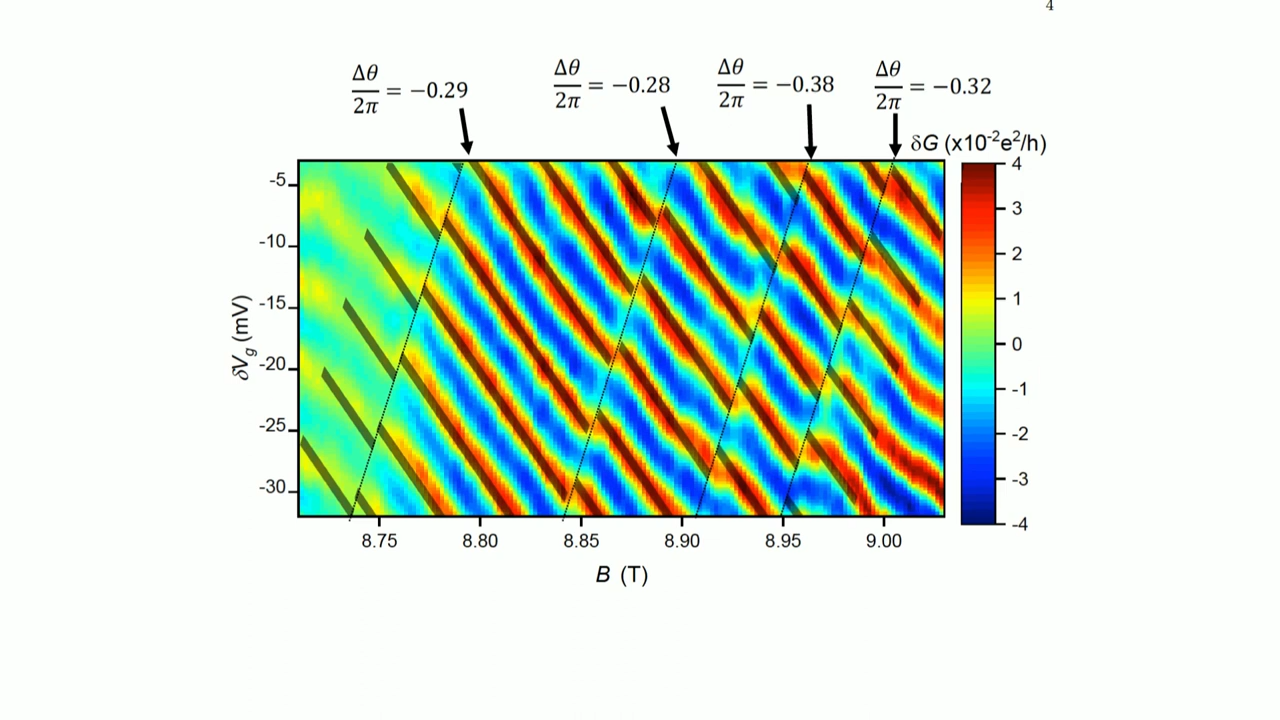 4
Δθ/2π = −0.29
Δθ/2π = −0.28
Δθ/2π = −0.38
Δθ/2π = −0.32
δG (x10⁻²e²/h)
4
3
2
1
0
-1
-2
-3
-4
-5
-10
-15
-20
-25
-30
δVg (mV)
8.75 8.80 8.85 8.90 8.95 9.00
B (T)